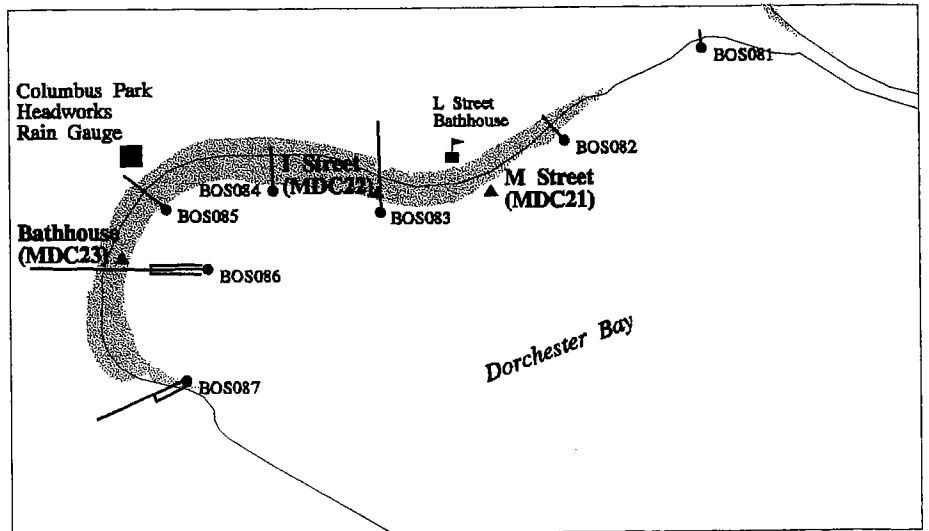 BOS081
Columbus Park
Headworks
Rain Gauge
L Street
Bathhouse
BOS082
I Street
(MDC22)
BOS084
M Street
(MDC21)
BOS083
BOS085
Bathhouse
(MDC23)
BOS086
Dorchester Bay
BOS087